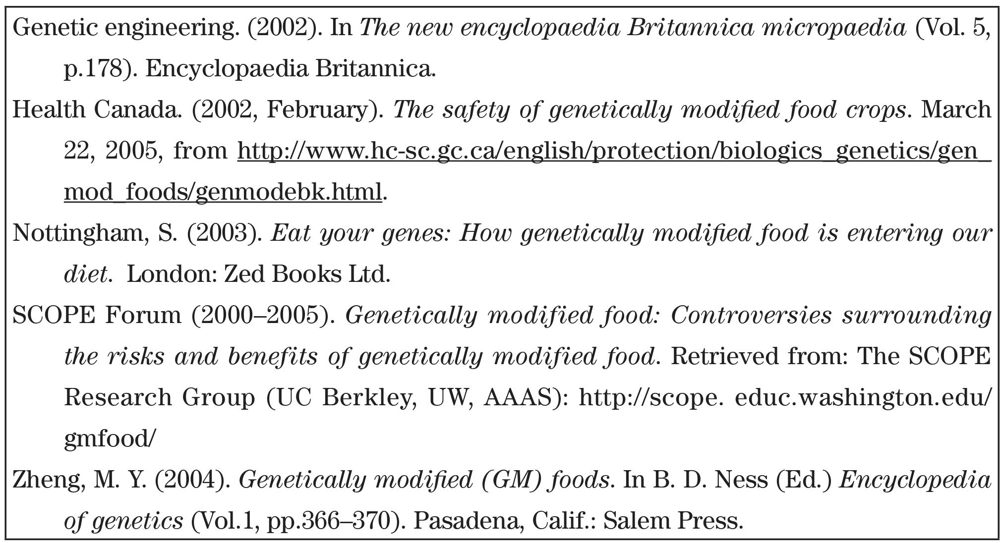 Genetic engineering. (2002). In The new encyclopaedia Britannica micropaedia (Vol. 5,
p.178). Encyclopaedia Britannica.
Health Canada. (2002, February). The safety of genetically modified food crops. March
22, 2005, from http://www.hc-sc.gc.ca/english/protection/biologics_genetics/gen_
mod_foods/genmodebk.html.
Nottingham, S. (2003). Eat your genes: How genetically modified food is entering our
diet. London: Zed Books Ltd.
SCOPE Forum (2000–2005). Genetically modified food: Controversies surrounding
the risks and benefits of genetically modified food. Retrieved from: The SCOPE
Research Group (UC Berkley, UW, AAAS): http://scope. educ.washington.edu/
gmfood/
Zheng, M. Y. (2004). Genetically modified (GM) foods. In B. D. Ness (Ed.) Encyclopedia
of genetics (Vol.1, pp.366–370). Pasadena, Calif.: Salem Press.